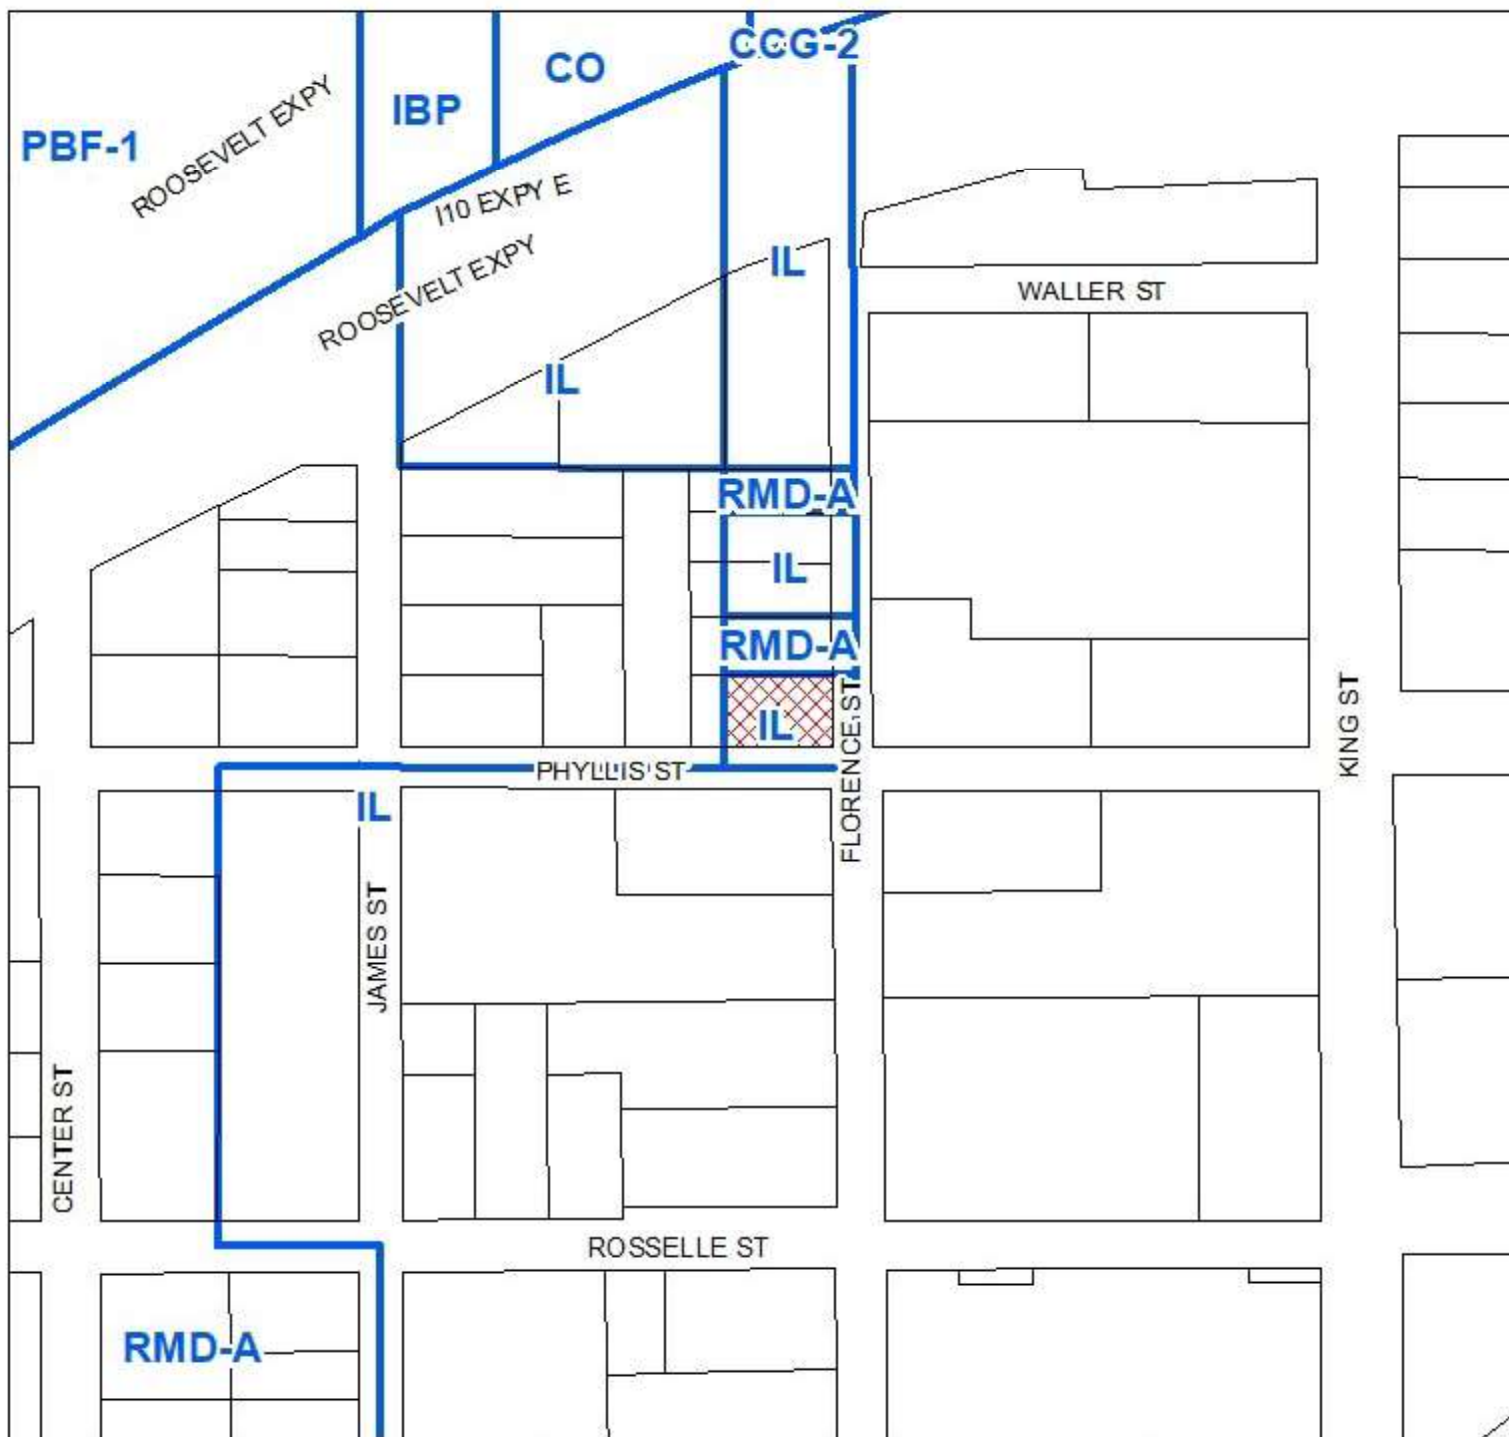 CCG-2
CO
IBP
PBF-1
ROOSEVELT EXPY
I10 EXPY E
ROOSEVELT EXPY
IL
WALLER ST
IL
RMD-A
IL
RMD-A
IL
FLORENCE ST
KING ST
PHYLLIS ST
IL
JAMES ST
CENTER ST
ROSSELLE ST
RMD-A